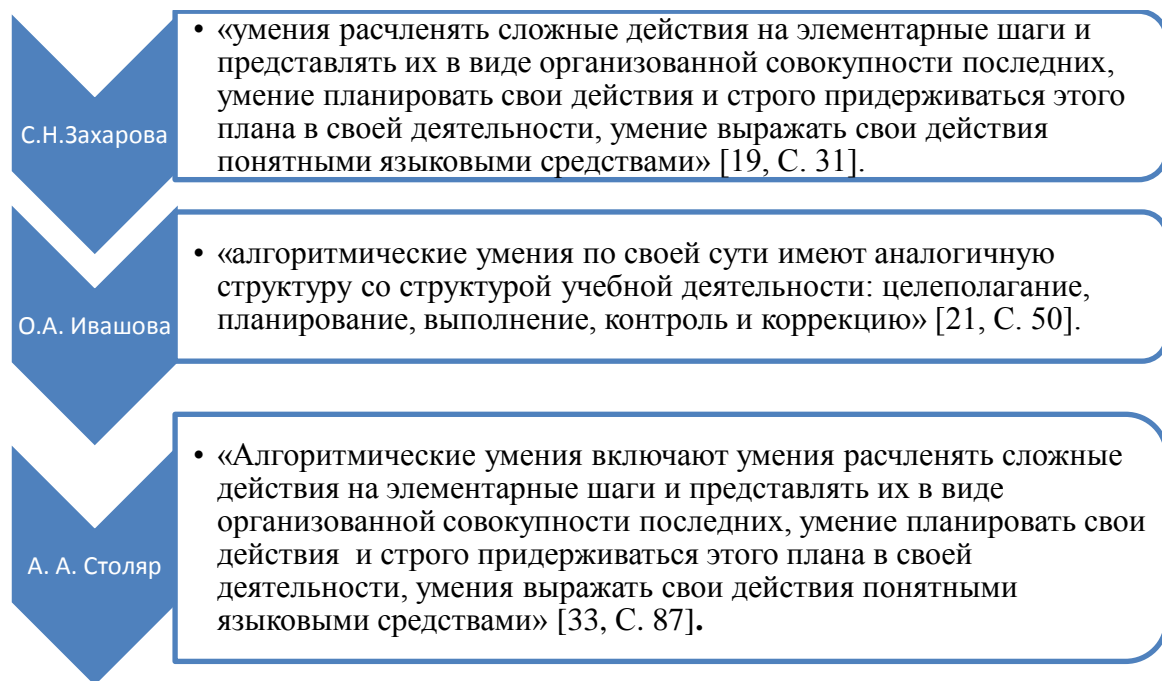 С.Н.Захарова
• «умения расчленять сложные действия на элементарные шаги и
представлять их в виде организованной совокупности последних,
умение планировать свои действия и строго придерживаться этого
плана в своей деятельности, умение выражать свои действия
понятными языковыми средствами» [19, С. 31].
О.А. Ивашова
• «алгоритмические умения по своей сути имеют аналогичную
структуру со структурой учебной деятельности: целеполагание,
планирование, выполнение, контроль и коррекцию» [21, С. 50].
А. А. Столяр
• «Алгоритмические умения включают умения расчленять сложные
действия на элементарные шаги и представлять их в виде
организованной совокупности последних, умение планировать свои
действия и строго придерживаться этого плана в своей
деятельности, умения выражать свои действия понятными
языковыми средствами» [33, С. 87].